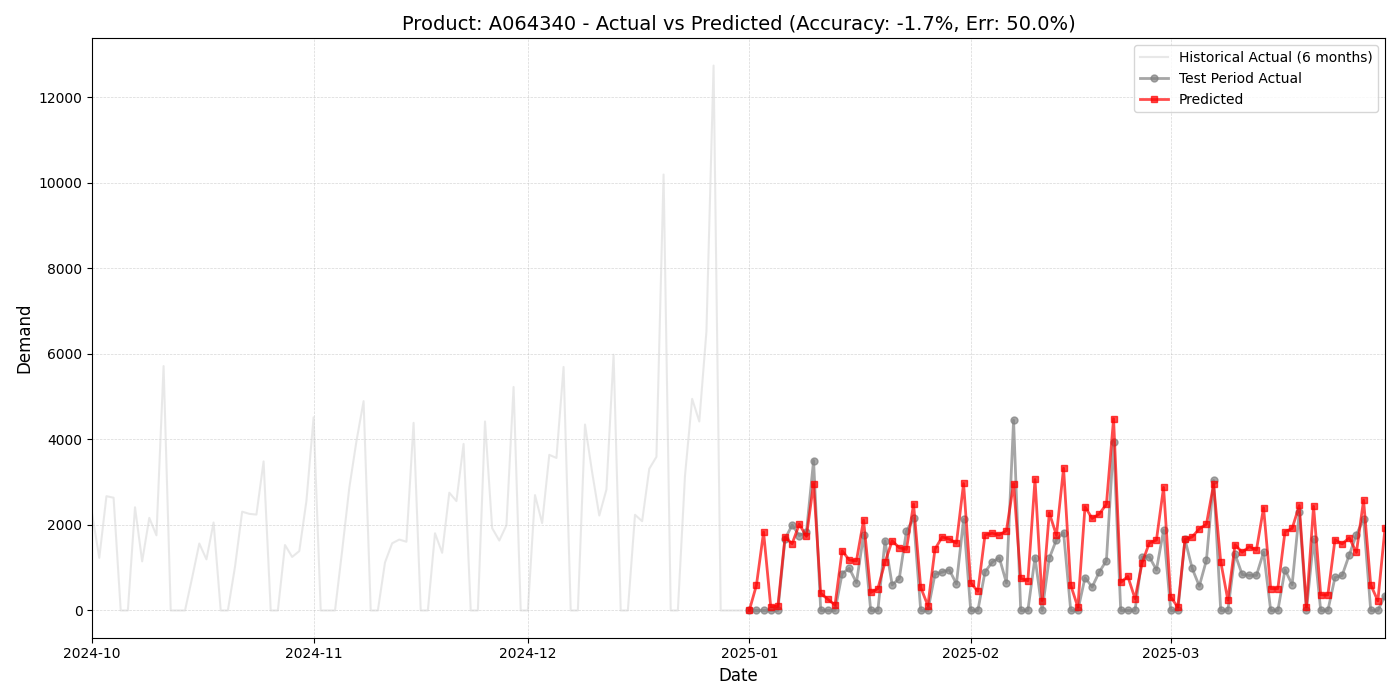 Product: A064340 - Actual vs Predicted (Accuracy: -1.7%, Err: 50.0%)
Historical Actual (6 months)
Test Period Actual
Predicted
Demand
12000
10000
8000
6000
4000
2000
0
2024-10
2024-11
2024-12
2025-01
2025-02
2025-03
Date